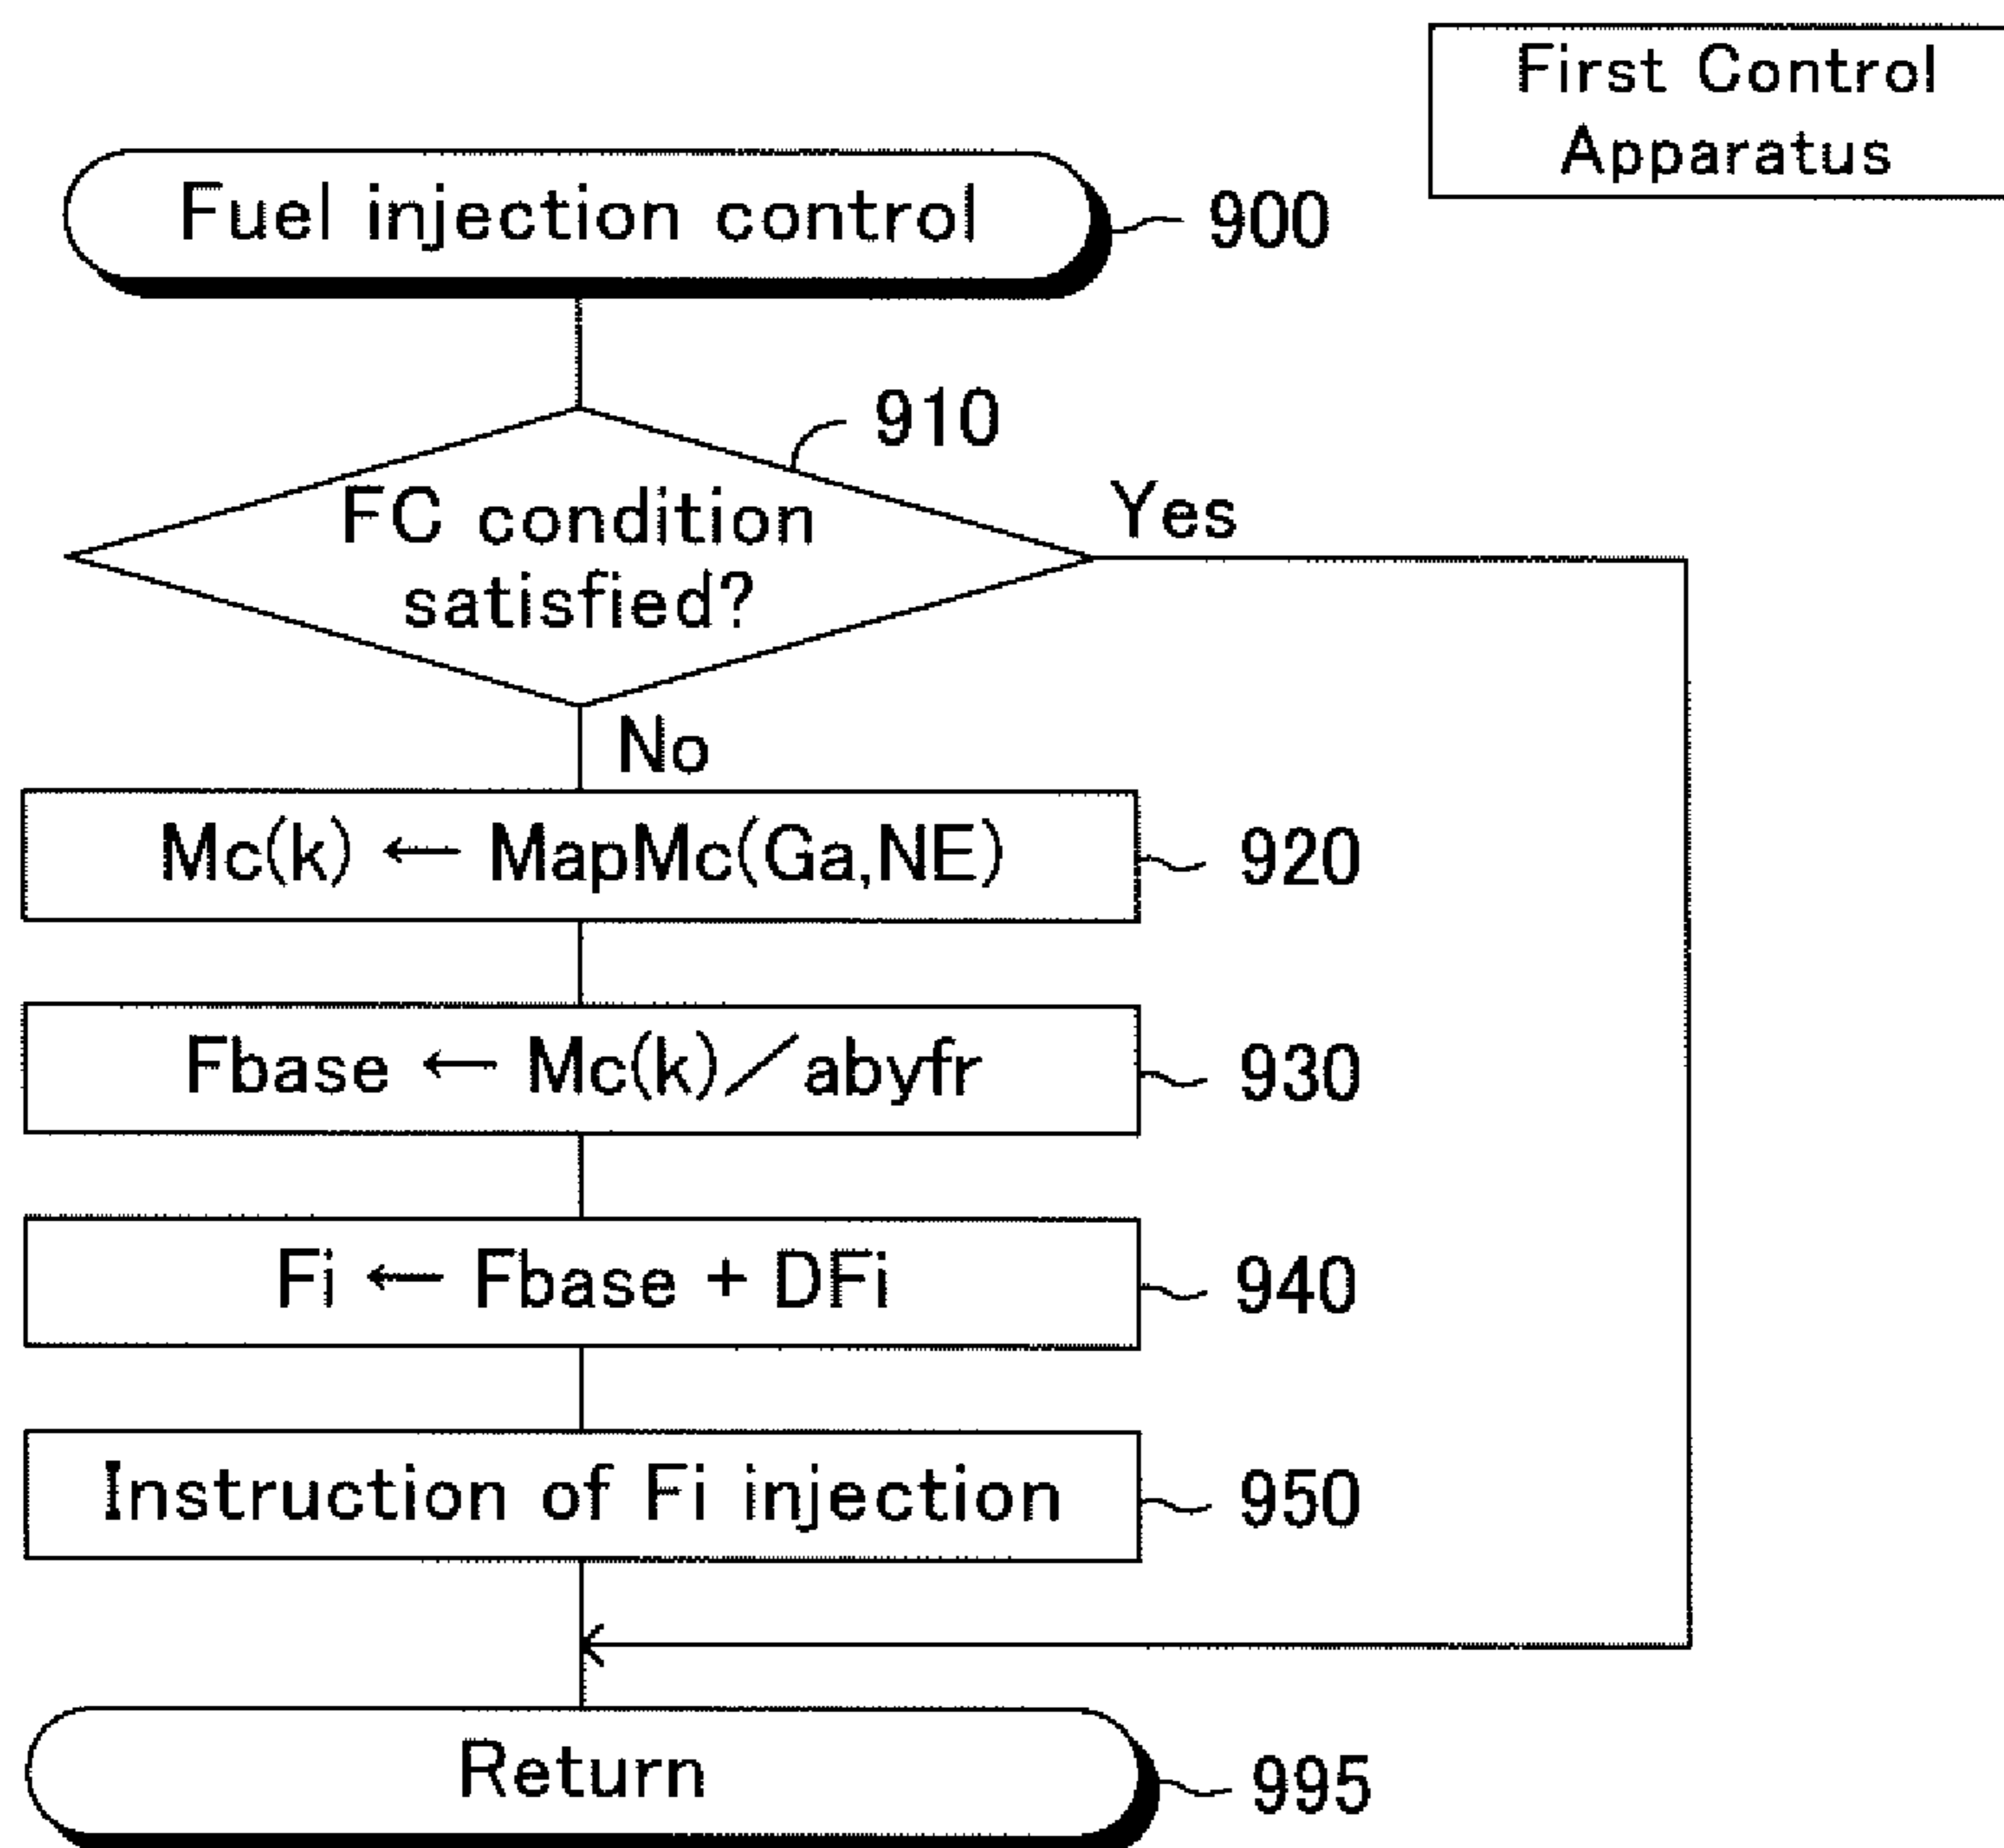 First Control
Apparatus
Fuel injection control
900
910
FC condition
satisfied?
Yes
No
Mc(k) ← MapMc(Ga,NE)
920
Fbase ← Mc(k)／abyfr
930
Fi ← Fbase + DFi
940
Instruction of Fi injection
950
Return
995